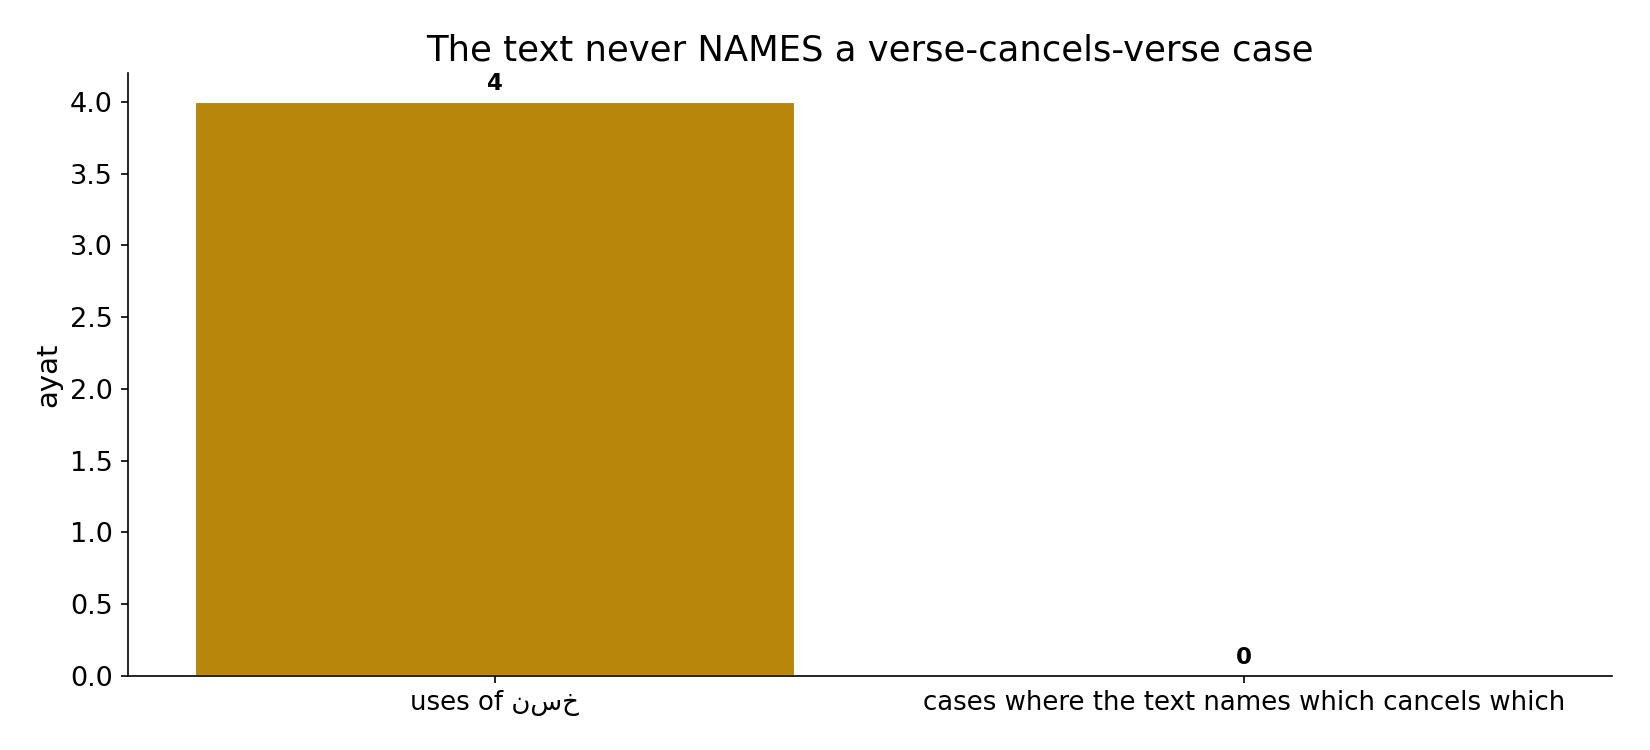 The text never NAMES a verse-cancels-verse case
4
4.0
3.5
3.0
2.5
2.0
1.5
1.0
0.5
0.0
ayat
0
uses of خسن
cases where the text names which cancels which